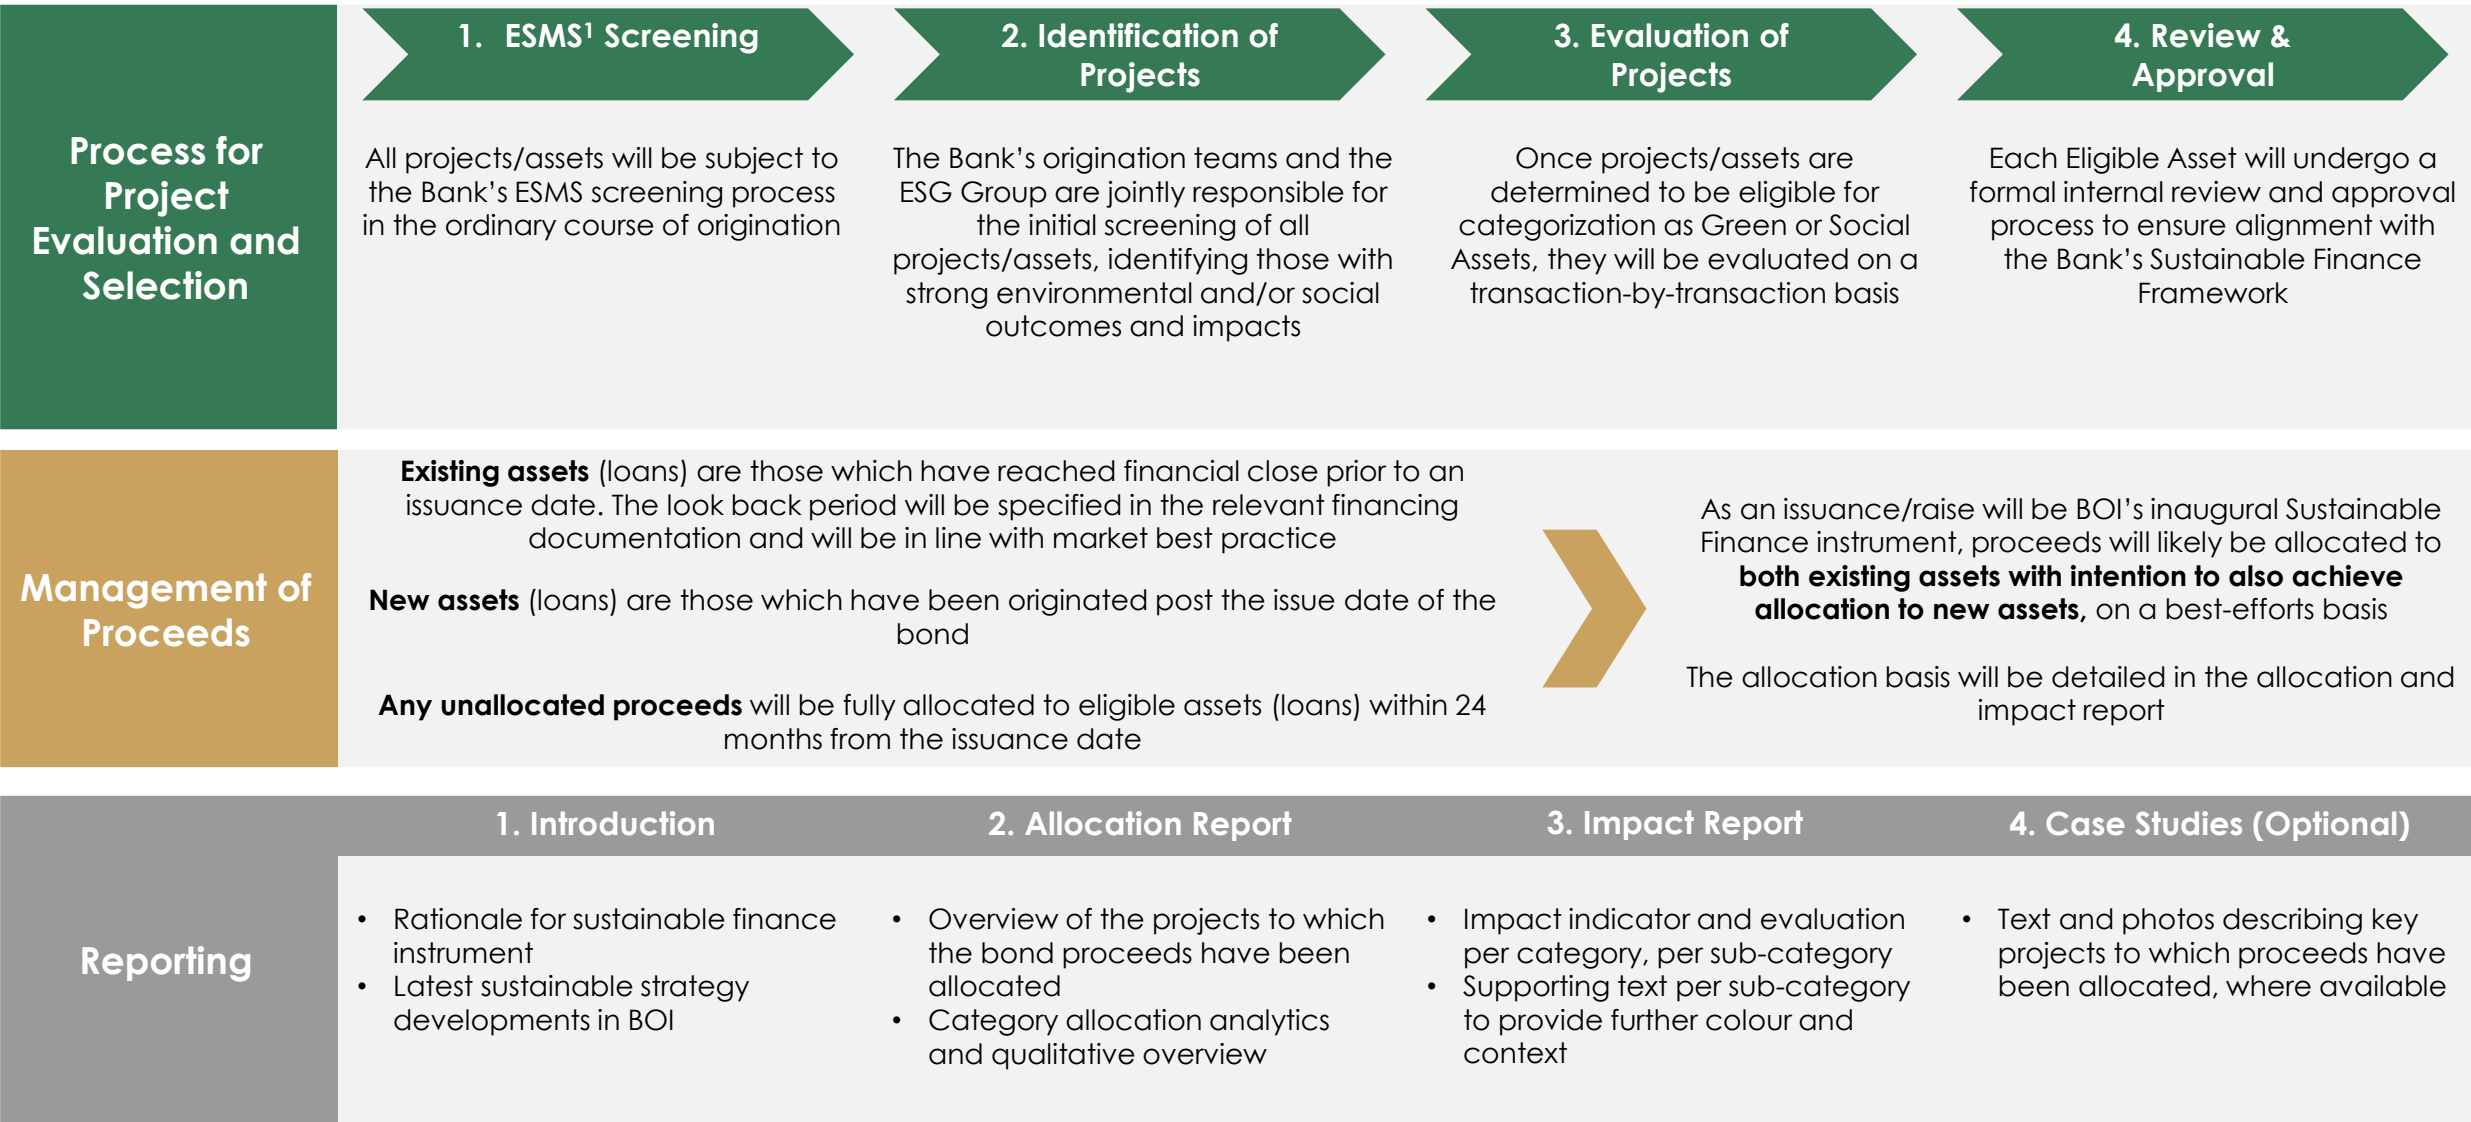 Process for
Project
Evaluation and
Selection
1. ESMS¹ Screening
All projects/assets will be subject to
the Bank's ESMS screening process
in the ordinary course of origination
2. Identification of
Projects
The Bank's origination teams and the
ESG Group are jointly responsible for
the initial screening of all
projects/assets, identifying those with
strong environmental and/or social
outcomes and impacts
3. Evaluation of
Projects
Once projects/assets are
determined to be eligible for
categorization as Green or Social
Assets, they will be evaluated on a
transaction-by-transaction basis
4. Review &
Approval
Each Eligible Asset will undergo a
formal internal review and approval
process to ensure alignment with
the Bank's Sustainable Finance
Framework
Management of
Proceeds
Existing assets (loans) are those which have reached financial close prior to an
issuance date. The look back period will be specified in the relevant financing
documentation and will be in line with market best practice
New assets (loans) are those which have been originated post the issue date of the
bond
Any unallocated proceeds will be fully allocated to eligible assets (loans) within 24
months from the issuance date
As an issuance/raise will be BOI's inaugural Sustainable
Finance instrument, proceeds will likely be allocated to
both existing assets with intention to also achieve
allocation to new assets, on a best-efforts basis
The allocation basis will be detailed in the allocation and
impact report
Reporting
1. Introduction
• Rationale for sustainable finance
instrument
• Latest sustainable strategy
developments in BOI
2. Allocation Report
• Overview of the projects to which
the bond proceeds have been
allocated
• Category allocation analytics
and qualitative overview
3. Impact Report
• Impact indicator and evaluation
per category, per sub-category
• Supporting text per sub-category
to provide further colour and
context
4. Case Studies (Optional)
• Text and photos describing key
projects to which proceeds have
been allocated, where available